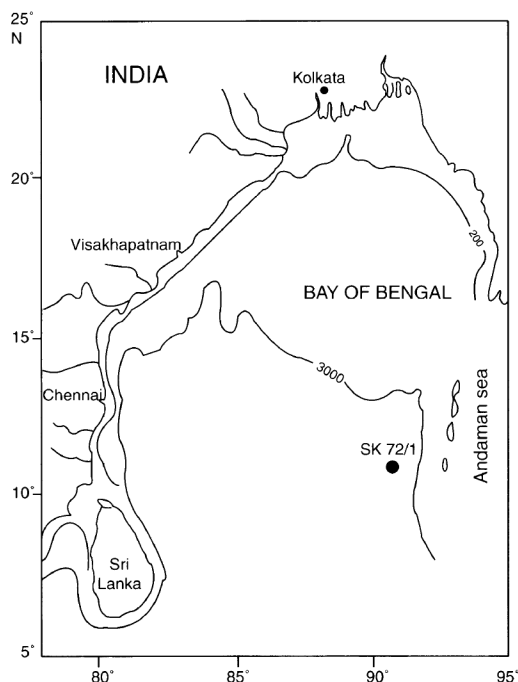 25°
N
INDIA
Kolkata
20°
200
Visakhapatnam
BAY OF BENGAL
15°
3000
Chennai
Andaman sea
SK 72/1
10°
Sri
Lanka
5°
80°
85°
90°
95°